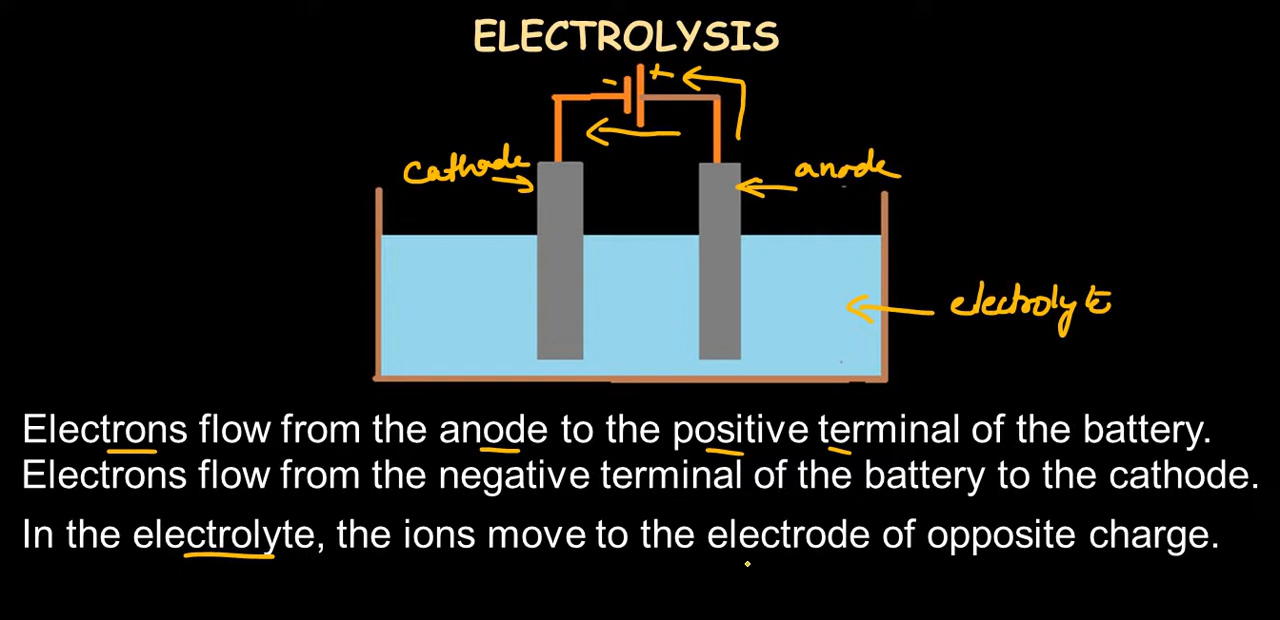 ELECTROLYSIS
- +
cathode
anode
electrolyte
Electrons flow from the anode to the positive terminal of the battery.
Electrons flow from the negative terminal of the battery to the cathode.
In the electrolyte, the ions move to the electrode of opposite charge.